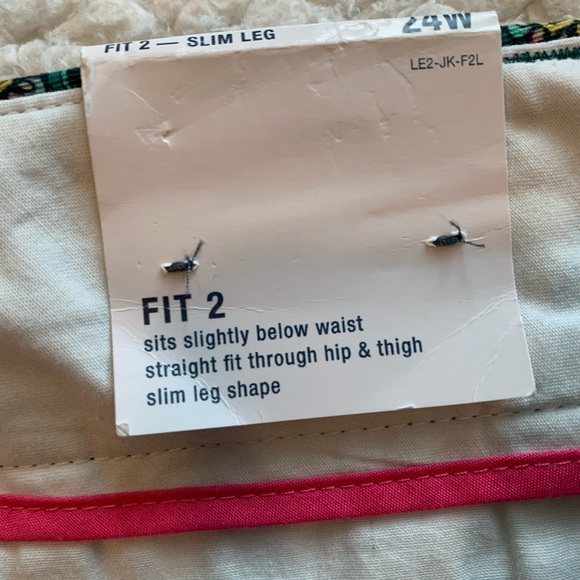 FIT 2 — SLIM LEG
24W
LE2-JK-F2L
FIT 2
sits slightly below waist
straight fit through hip & thigh
slim leg shape